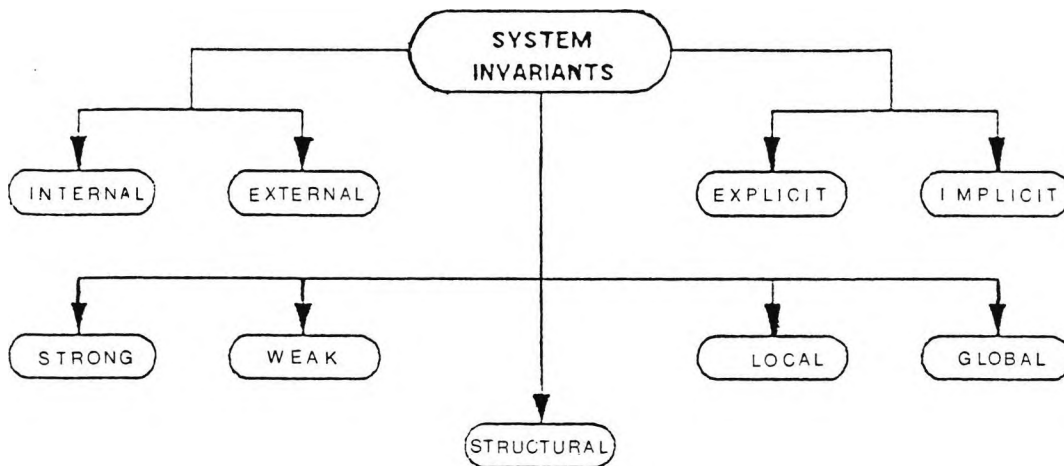 SYSTEM
INVARIANTS
INTERNAL
EXTERNAL
EXPLICIT
IMPLICIT
STRONG
WEAK
LOCAL
GLOBAL
STRUCTURAL